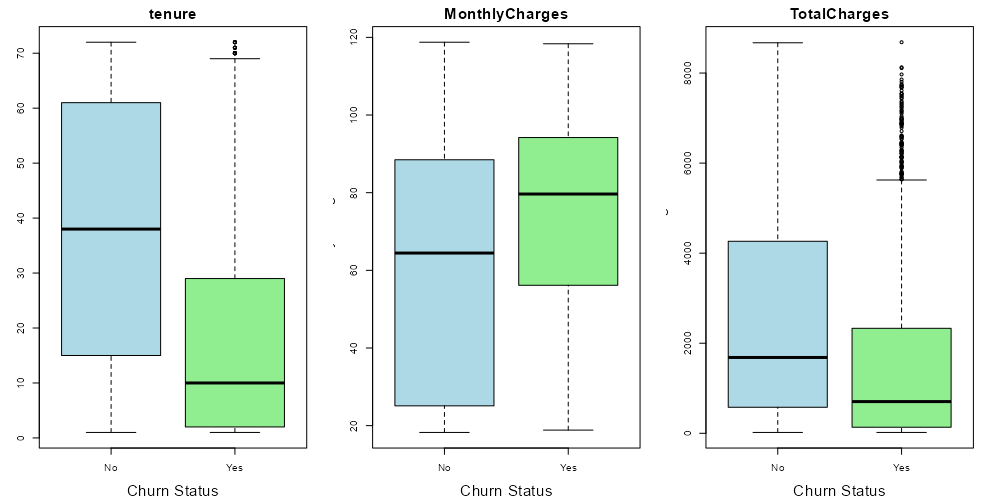 tenure
70
60
50
40
30
20
10
0
No
Yes
Churn Status
MonthlyCharges
120
100
80
60
40
20
No
Yes
Churn Status
TotalCharges
8000
6000
4000
2000
0
No
Yes
Churn Status